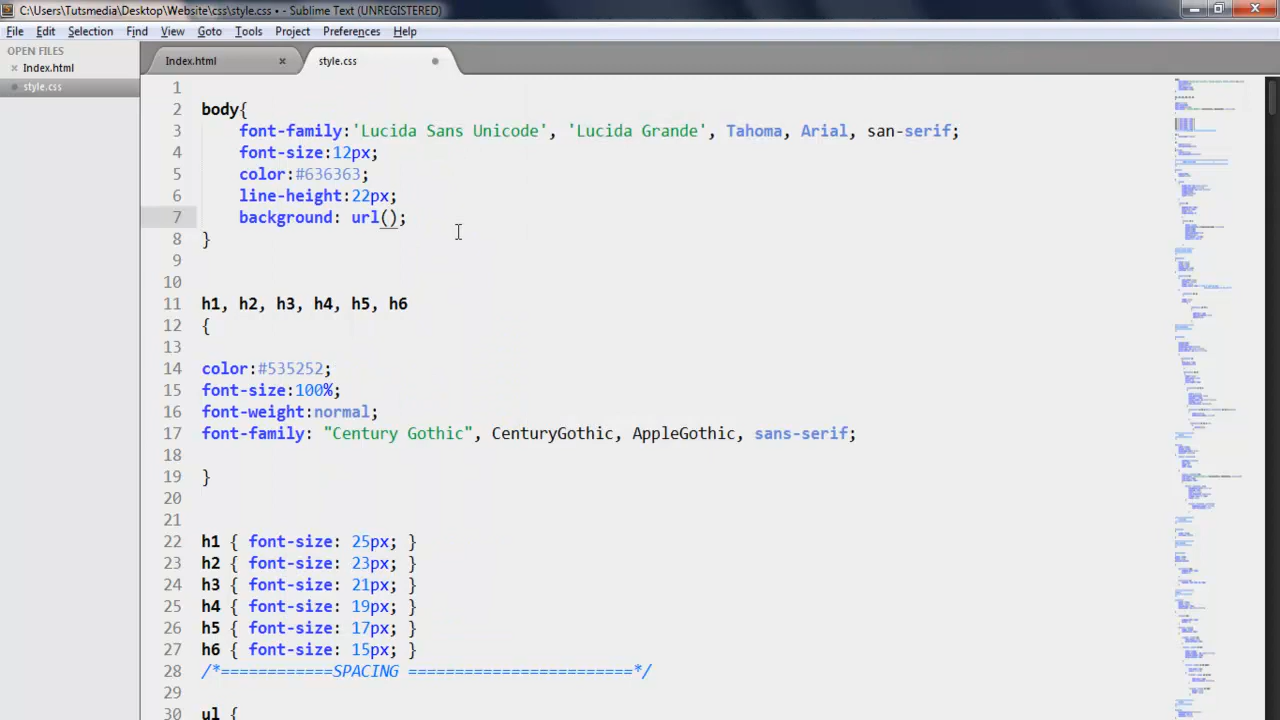 C:\Users\Tutsmedia\Desktop\Website\css\style.css • - Sublime Text (UNREGISTERED)
File Edit Selection Find View Goto Tools Project Preferences Help
OPEN FILES
Index.html
style.css
Index.html style.css
1
2 body{
3 font-family:'Lucida Sans Unicode', 'Lucida Grande', Tahoma, Arial, san-serif;
4 font-size:12px;
5 color:#636363;
6 line-height:22px;
7 background: url();
8 }
9
10
11 h1, h2, h3, h4, h5, h6
12 {
13
14 color:#535252;
15 font-size:100%;
16 font-weight:normal;
17 font-family: "Century Gothic", CenturyGothic, AppleGothic, sans-serif;
18
19 }
20
21
22 h1 { font-size: 25px; }
23 h2 { font-size: 23px; }
24 h3 { font-size: 21px; }
25 h4 { font-size: 19px; }
26 h5 { font-size: 17px; }
27 h6 { font-size: 15px; }
28 /*============SPACING ========================*/
29
30 ul {